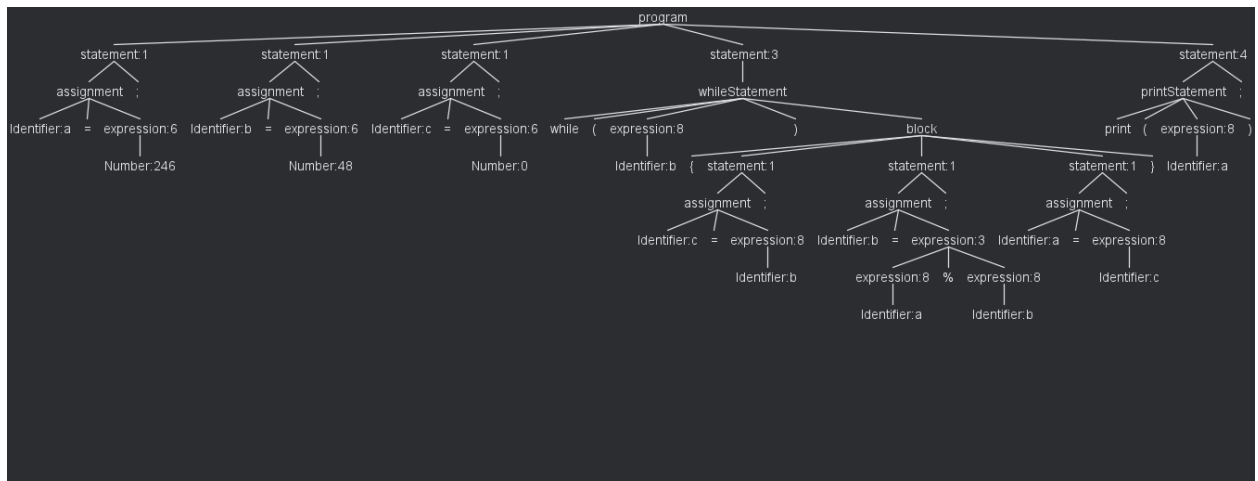 program
statement:1 statement:1 statement:1 statement:3 statement:4
assignment ; assignment ; assignment ; whileStatement printStatement ;
Identifier:a = expression:6 Identifier:b = expression:6 Identifier:c = expression:6 while ( expression:8 ) block print ( expression:8 )
Number:246 Number:48 Number:0 Identifier:b { statement:1 statement:1 statement:1 } Identifier:a
assignment ; assignment ; assignment ;
Identifier:c = expression:8 Identifier:b = expression:3 Identifier:a = expression:8
Identifier:b expression:8 % expression:8 Identifier:c
Identifier:a Identifier:b